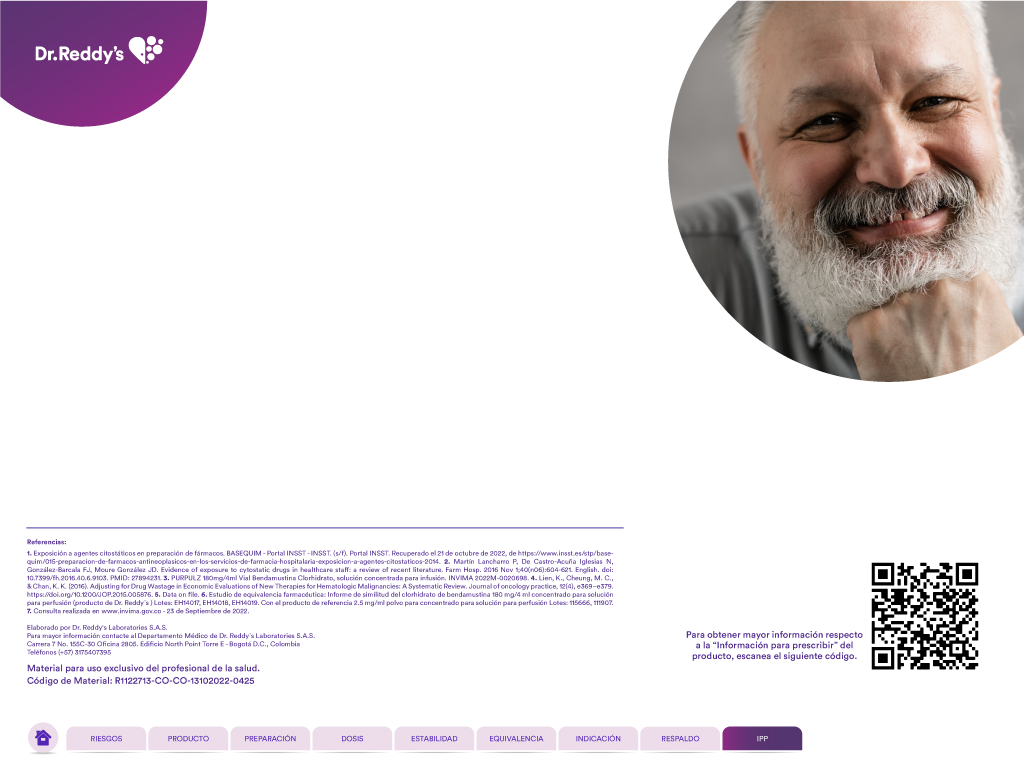 Dr.Reddy's
Referencias:
1. Exposición a agentes citostáticos en preparación de fármacos. BASEQUIM - Portal INSST - INSST. (s/f). Portal INSST. Recuperado el 21 de octubre de 2022, de https://www.insst.es/stp/base-
quim/015-preparacion-de-farmacos-antineoplasicos-en-los-servicios-de-farmacia-hospitalaria-exposicion-a-agentes-citostaticos-2014. 2. Martín Lancharro P, De Castro-Acuña Iglesias N,
González-Barcala FJ, Moure González JD. Evidence of exposure to cytostatic drugs in healthcare staff: a review of recent literature. Farm Hosp. 2016 Nov 1;40(n06):604-621. English. doi:
10.7399/fh.2016.40.6.9103. PMID: 27894231. 3. PURPULZ 180mg/4ml Vial Bendamustina Clorhidrato, solución concentrada para infusión. INVIMA 2022M-0020698. 4. Lien, K., Cheung, M. C.,
& Chan, K. K. (2016). Adjusting for Drug Wastage in Economic Evaluations of New Therapies for Hematologic Malignancies: A Systematic Review. Journal of oncology practice, 12(4), e369–e379.
https://doi.org/10.1200/JOP.2015.005876. 5. Data on file. 6. Estudio de equivalencia farmacéutica: Informe de similitud del clorhidrato de bendamustina 180 mg/4 ml concentrado para solución
para perfusión (producto de Dr. Reddy´s ) Lotes: EH14017, EH14018, EH14019. Con el producto de referencia 2.5 mg/ml polvo para concentrado para solución para perfusión Lotes: 115666, 111907.
7. Consulta realizada en www.invima.gov.co - 23 de Septiembre de 2022.
Elaborado por Dr. Reddy's Laboratories S.A.S.
Para mayor información contacte al Departamento Médico de Dr. Reddy´s Laboratories S.A.S.
Carrera 7 No. 155C-30 Oficina 2805. Edificio North Point Torre E - Bogotá D.C., Colombia
Teléfonos (+57) 3175407395
Material para uso exclusivo del profesional de la salud.
Código de Material: R1122713-CO-CO-13102022-0425
Para obtener mayor información respecto
a la "Información para prescribir" del
producto, escanea el siguiente código.
RIESGOS
PRODUCTO
PREPARACIÓN
DOSIS
ESTABILIDAD
EQUIVALENCIA
INDICACIÓN
RESPALDO
IPP